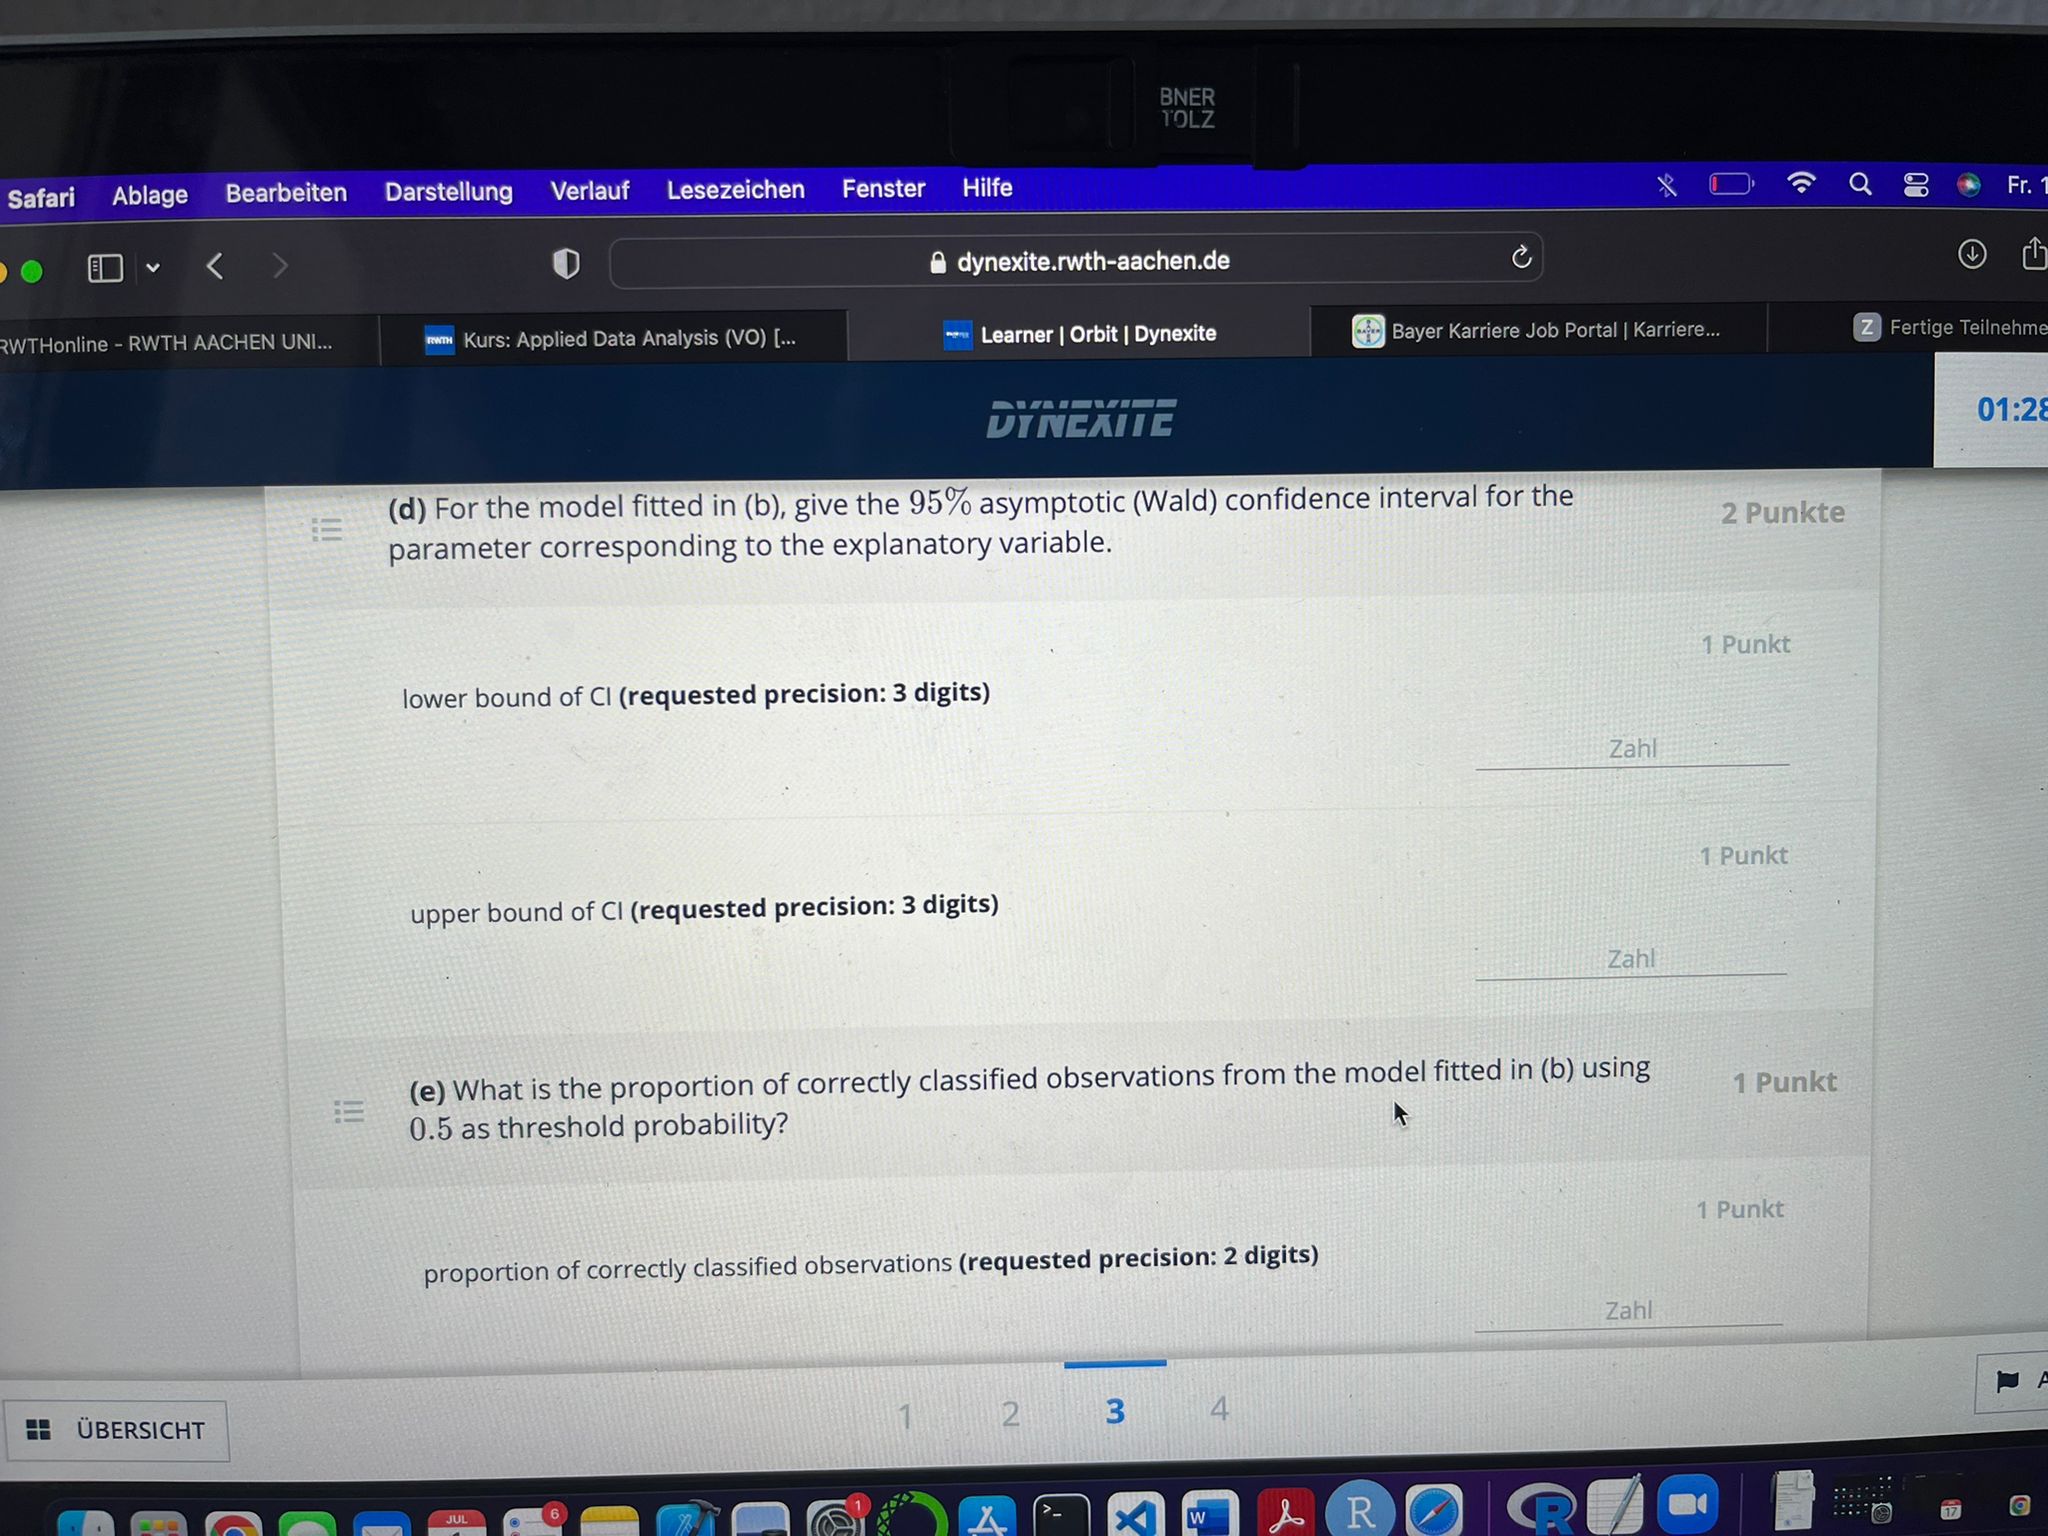 BNER
TOLZ
Safari Ablage Bearbeiten Darstellung Verlauf Lesezeichen Fenster Hilfe Fr. 1
dynexite.rwth-aachen.de
RWTHonline - RWTH AACHEN UNI... RWTH Kurs: Applied Data Analysis (VO) [... Learner | Orbit | Dynexite Bayer Karriere Job Portal | Karriere... Z Fertige Teilnehme
DYNEXITE
01:28
(d) For the model fitted in (b), give the 95% asymptotic (Wald) confidence interval for the
parameter corresponding to the explanatory variable.
2 Punkte
1 Punkt
lower bound of CI (requested precision: 3 digits)
Zahl
1 Punkt
upper bound of CI (requested precision: 3 digits)
Zahl
(e) What is the proportion of correctly classified observations from the model fitted in (b) using
0.5 as threshold probability?
1 Punkt
1 Punkt
proportion of correctly classified observations (requested precision: 2 digits)
Zahl
ÜBERSICHT
1 2 3 4
A
JUL 6 1 >_ W R R 17